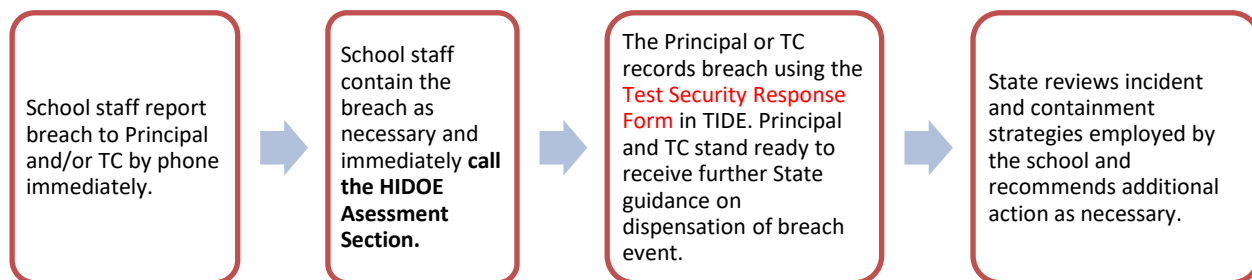 School staff report
breach to Principal
and/or TC by phone
immediately.
School staff
contain the
breach as
necessary and
immediately call
the HIDOE
Asessment
Section.
The Principal or TC
records breach using the
Test Security Response
Form in TIDE. Principal
and TC stand ready to
receive further State
guidance on
dispensation of breach
event.
State reviews incident
and containment
strategies employed by
the school and
recommends additional
action as necessary.